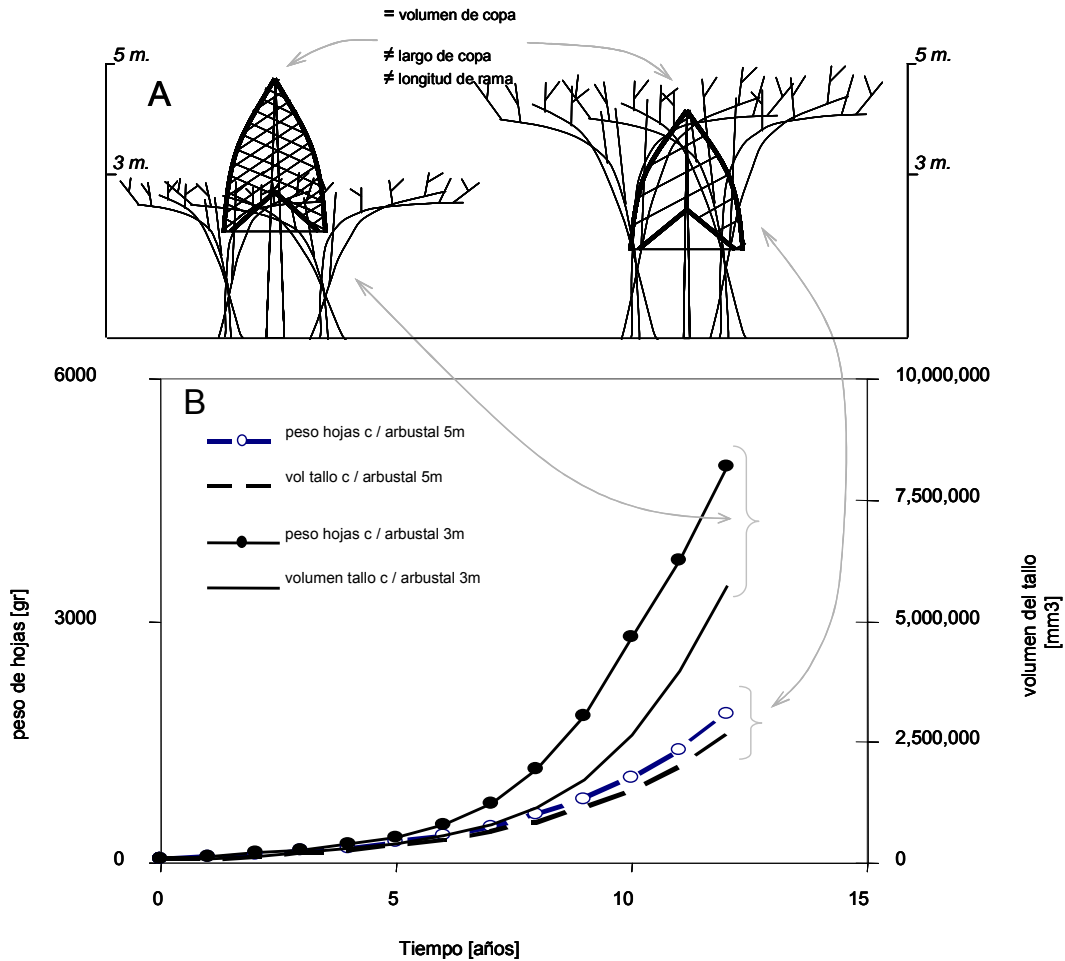 = volumen de copa
≠ largo de copa
≠ longitud de rama
5 m.
5 m.
A
3 m.
3 m.
6000
10,000,000
B
peso hojas c / arbustal 5m
vol tallo c / arbustal 5m
7,500,000
peso hojas c / arbustal 3m
volumen tallo c / arbustal 3m
3000
5,000,000
2,500,000
0
0
peso de hojas [gr]
volumen del tallo
[mm3]
0
5
10
15
Tiempo [años]